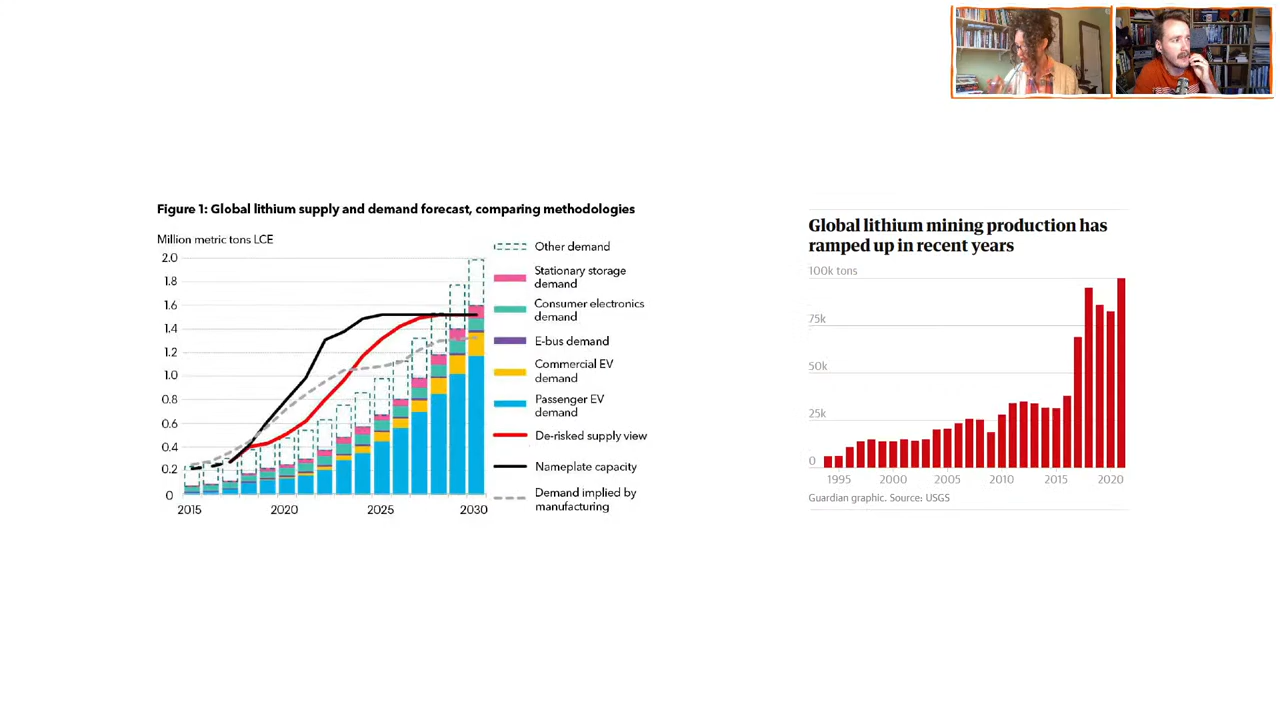 Figure 1: Global lithium supply and demand forecast, comparing methodologies
Million metric tons LCE
2.0
1.8
1.6
1.4
1.2
1.0
0.8
0.6
0.4
0.2
0
2015
2020
2025
2030
Other demand
Stationary storage
demand
Consumer electronics
demand
E-bus demand
Commercial EV
demand
Passenger EV
demand
De-risked supply view
Nameplate capacity
Demand implied by
manufacturing
Global lithium mining production has
ramped up in recent years
100k tons
75k
50k
25k
0
1995
2000
2005
2010
2015
2020
Guardian graphic. Source: USGS